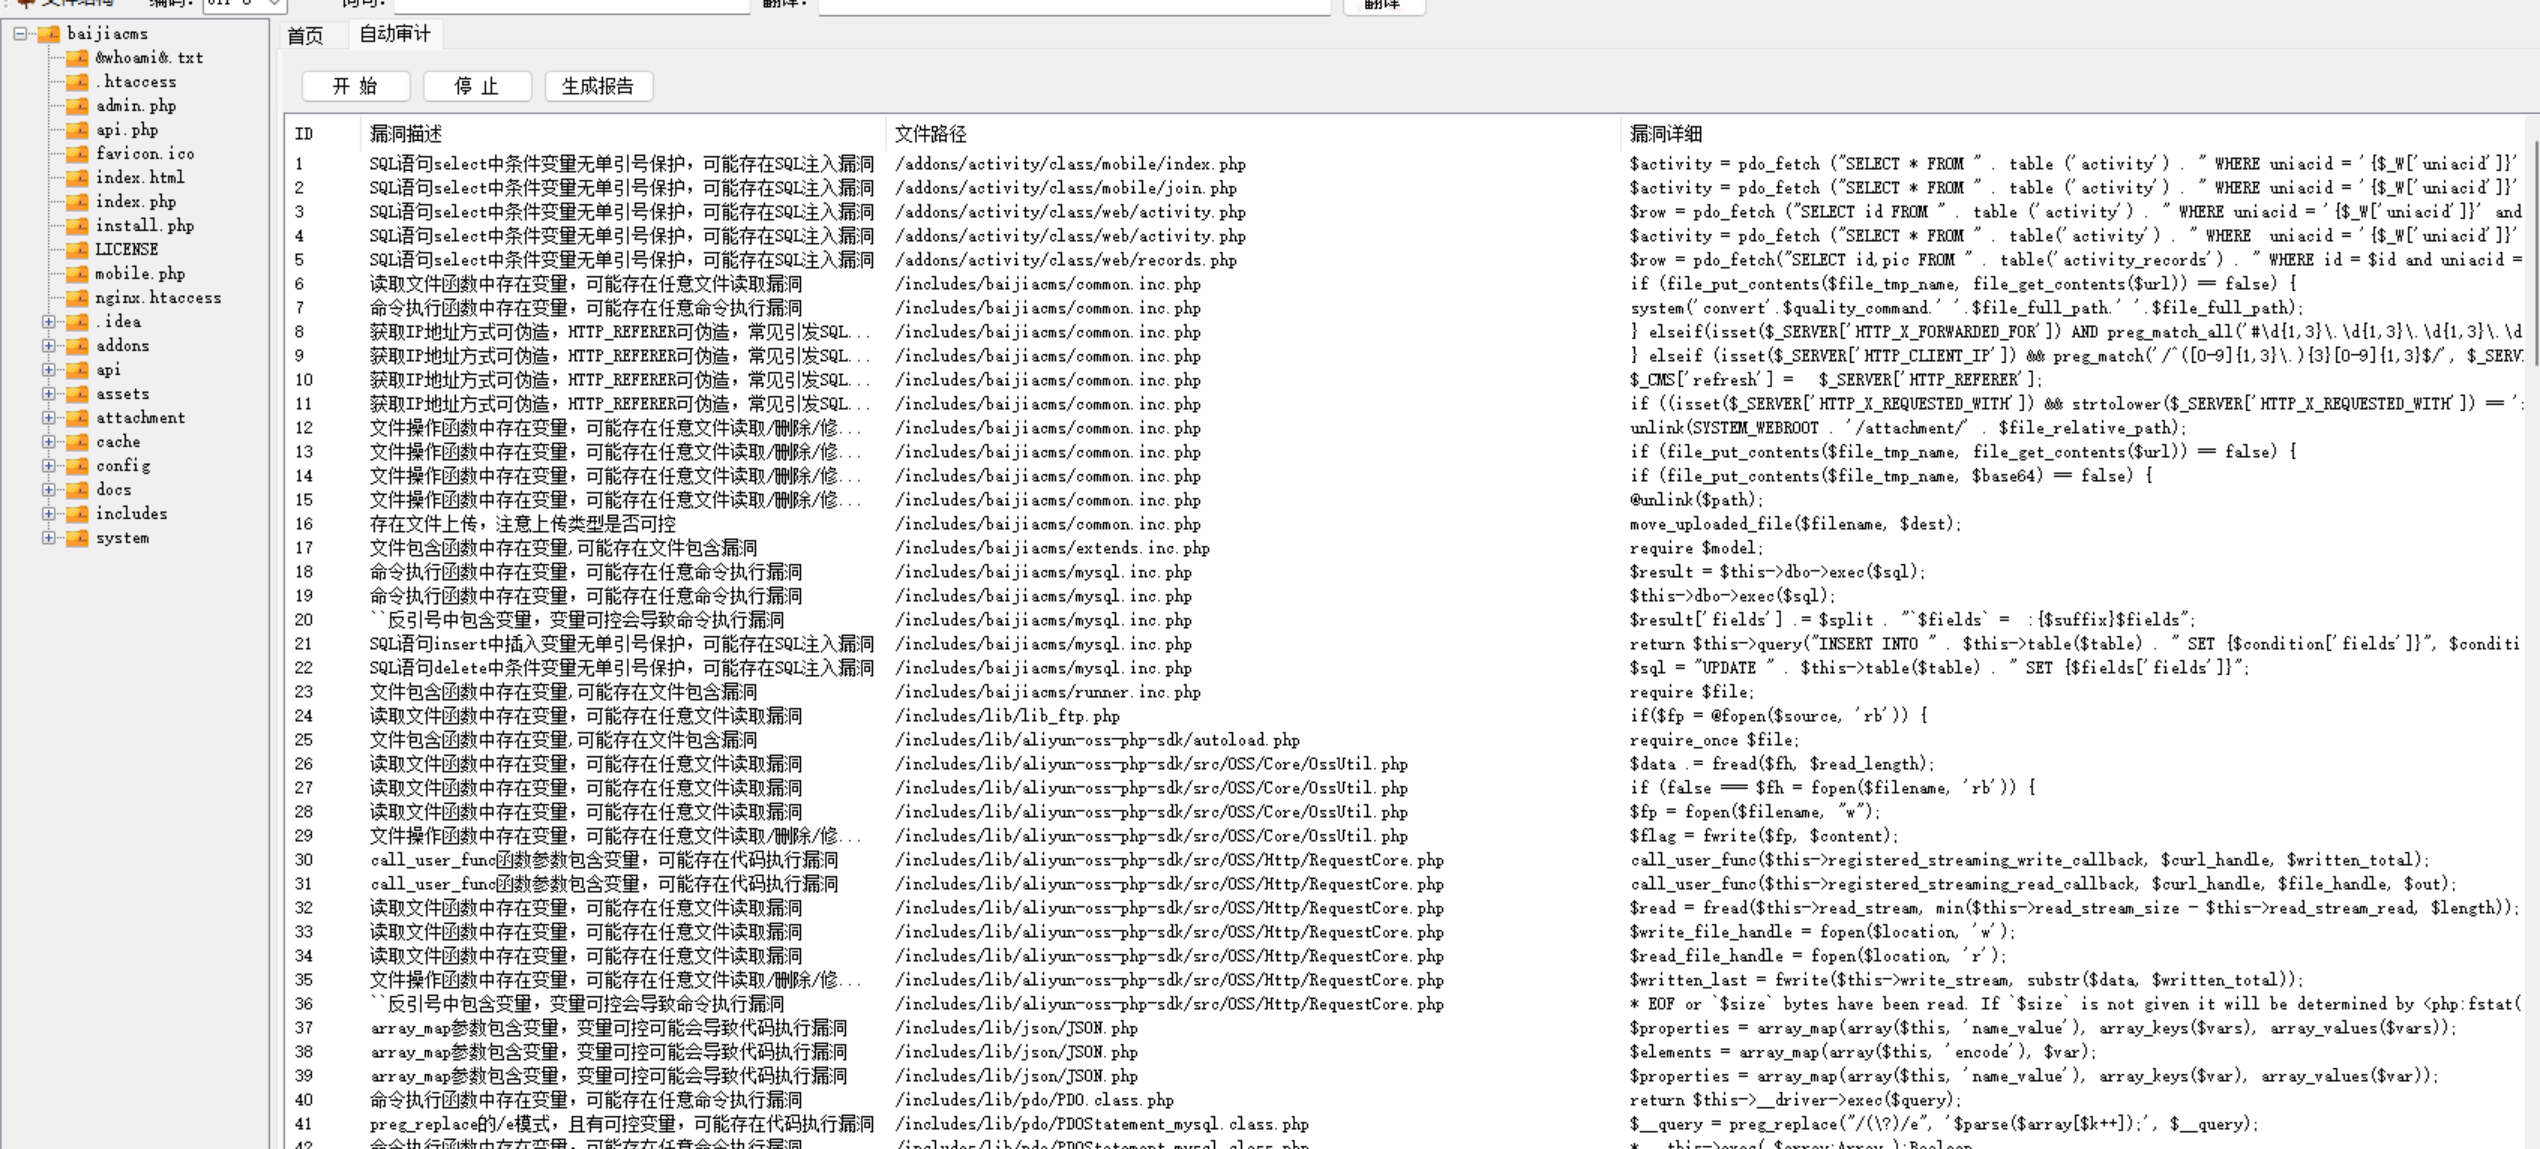 baijiacms
&whoami&.txt
.htaccess
admin.php
api.php
favicon.ico
index.html
index.php
install.php
LICENSE
mobile.php
nginx.htaccess
.idea
addons
api
assets
attachment
cache
config
docs
includes
system
首页 自动审计
开 始 停 止 生成报告
ID 漏洞描述 文件路径 漏洞详细
1 SQL语句select中条件变量无单引号保护，可能存在SQL注入漏洞 /addons/activity/class/mobile/index.php $activity = pdo_fetch ("SELECT * FROM " . table ('activity') . " WHERE uniacid = '{$_W['uniacid']}'
2 SQL语句select中条件变量无单引号保护，可能存在SQL注入漏洞 /addons/activity/class/mobile/join.php $activity = pdo_fetch ("SELECT * FROM " . table ('activity') . " WHERE uniacid = '{$_W['uniacid']}'
3 SQL语句select中条件变量无单引号保护，可能存在SQL注入漏洞 /addons/activity/class/web/activity.php $row = pdo_fetch ("SELECT id FROM " . table ('activity') . " WHERE uniacid = '{$_W['uniacid']}' and
4 SQL语句select中条件变量无单引号保护，可能存在SQL注入漏洞 /addons/activity/class/web/activity.php $activity = pdo_fetch ("SELECT * FROM " . table('activity') . " WHERE  uniacid = '{$_W['uniacid']}'
5 SQL语句select中条件变量无单引号保护，可能存在SQL注入漏洞 /addons/activity/class/web/records.php $row = pdo_fetch("SELECT id,pic FROM " . table('activity_records') . " WHERE id = $id and uniacid =
6 读取文件函数中存在变量，可能存在任意文件读取漏洞 /includes/baijiacms/common.inc.php if (file_put_contents($file_tmp_name, file_get_contents($url)) == false) {
7 命令执行函数中存在变量，可能存在任意命令执行漏洞 /includes/baijiacms/common.inc.php system('convert'.$quality_command.' '.$file_full_path.' '.$file_full_path);
8 获取IP地址方式可伪造，HTTP_REFERER可伪造，常见引发SQL... /includes/baijiacms/common.inc.php } elseif(isset($_SERVER['HTTP_X_FORWARDED_FOR']) AND preg_match_all('#\d{1,3}\.\d{1,3}\.\d{1,3}\.\d
9 获取IP地址方式可伪造，HTTP_REFERER可伪造，常见引发SQL... /includes/baijiacms/common.inc.php } elseif (isset($_SERVER['HTTP_CLIENT_IP']) && preg_match('/^([0-9]{1,3}\.){3}[0-9]{1,3}$/', $_SERV
10 获取IP地址方式可伪造，HTTP_REFERER可伪造，常见引发SQL... /includes/baijiacms/common.inc.php $_CMS['refresh'] =   $_SERVER['HTTP_REFERER'];
11 获取IP地址方式可伪造，HTTP_REFERER可伪造，常见引发SQL... /includes/baijiacms/common.inc.php if ((isset($_SERVER['HTTP_X_REQUESTED_WITH']) && strtolower($_SERVER['HTTP_X_REQUESTED_WITH']) == '
12 文件操作函数中存在变量，可能存在任意文件读取/删除/修... /includes/baijiacms/common.inc.php unlink(SYSTEM_WEBROOT . '/attachment/' . $file_relative_path);
13 文件操作函数中存在变量，可能存在任意文件读取/删除/修... /includes/baijiacms/common.inc.php if (file_put_contents($file_tmp_name, file_get_contents($url)) == false) {
14 文件操作函数中存在变量，可能存在任意文件读取/删除/修... /includes/baijiacms/common.inc.php if (file_put_contents($file_tmp_name, $base64) == false) {
15 文件操作函数中存在变量，可能存在任意文件读取/删除/修... /includes/baijiacms/common.inc.php @unlink($path);
16 存在文件上传，注意上传类型是否可控 /includes/baijiacms/common.inc.php move_uploaded_file($filename, $dest);
17 文件包含函数中存在变量,可能存在文件包含漏洞 /includes/baijiacms/extends.inc.php require $model;
18 命令执行函数中存在变量，可能存在任意命令执行漏洞 /includes/baijiacms/mysql.inc.php $result = $this->dbo->exec($sql);
19 命令执行函数中存在变量，可能存在任意命令执行漏洞 /includes/baijiacms/mysql.inc.php $this->dbo->exec($sql);
20 ``反引号中包含变量，变量可控会导致命令执行漏洞 /includes/baijiacms/mysql.inc.php $result['fields'] .= $split . "`$fields` =  :{$suffix}$fields";
21 SQL语句insert中插入变量无单引号保护，可能存在SQL注入漏洞 /includes/baijiacms/mysql.inc.php return $this->query("INSERT INTO " . $this->table($table) . " SET {$condition['fields']}", $conditi
22 SQL语句delete中条件变量无单引号保护，可能存在SQL注入漏洞 /includes/baijiacms/mysql.inc.php $sql = "UPDATE " . $this->table($table) . " SET {$fields['fields']}";
23 文件包含函数中存在变量,可能存在文件包含漏洞 /includes/baijiacms/runner.inc.php require $file;
24 读取文件函数中存在变量，可能存在任意文件读取漏洞 /includes/lib/lib_ftp.php if($fp = @fopen($source, 'rb')) {
25 文件包含函数中存在变量,可能存在文件包含漏洞 /includes/lib/aliyun-oss-php-sdk/autoload.php require_once $file;
26 读取文件函数中存在变量，可能存在任意文件读取漏洞 /includes/lib/aliyun-oss-php-sdk/src/OSS/Core/OssUtil.php $data .= fread($fh, $read_length);
27 读取文件函数中存在变量，可能存在任意文件读取漏洞 /includes/lib/aliyun-oss-php-sdk/src/OSS/Core/OssUtil.php if (false === $fh = fopen($filename, 'rb')) {
28 读取文件函数中存在变量，可能存在任意文件读取漏洞 /includes/lib/aliyun-oss-php-sdk/src/OSS/Core/OssUtil.php $fp = fopen($filename, "w");
29 文件操作函数中存在变量，可能存在任意文件读取/删除/修... /includes/lib/aliyun-oss-php-sdk/src/OSS/Core/OssUtil.php $flag = fwrite($fp, $content);
30 call_user_func函数参数包含变量，可能存在代码执行漏洞 /includes/lib/aliyun-oss-php-sdk/src/OSS/Http/RequestCore.php call_user_func($this->registered_streaming_write_callback, $curl_handle, $written_total);
31 call_user_func函数参数包含变量，可能存在代码执行漏洞 /includes/lib/aliyun-oss-php-sdk/src/OSS/Http/RequestCore.php call_user_func($this->registered_streaming_read_callback, $curl_handle, $file_handle, $out);
32 读取文件函数中存在变量，可能存在任意文件读取漏洞 /includes/lib/aliyun-oss-php-sdk/src/OSS/Http/RequestCore.php $read = fread($this->read_stream, min($this->read_stream_size - $this->read_stream_read, $length));
33 读取文件函数中存在变量，可能存在任意文件读取漏洞 /includes/lib/aliyun-oss-php-sdk/src/OSS/Http/RequestCore.php $write_file_handle = fopen($location, 'w');
34 读取文件函数中存在变量，可能存在任意文件读取漏洞 /includes/lib/aliyun-oss-php-sdk/src/OSS/Http/RequestCore.php $read_file_handle = fopen($location, 'r');
35 文件操作函数中存在变量，可能存在任意文件读取/删除/修... /includes/lib/aliyun-oss-php-sdk/src/OSS/Http/RequestCore.php $written_last = fwrite($this->write_stream, substr($data, $written_total));
36 ``反引号中包含变量，变量可控会导致命令执行漏洞 /includes/lib/aliyun-oss-php-sdk/src/OSS/Http/RequestCore.php * EOF or `$size` bytes have been read. If `$size` is not given it will be determined by <php:fstat(
37 array_map参数包含变量，变量可控可能会导致代码执行漏洞 /includes/lib/json/JSON.php $properties = array_map(array($this, 'name_value'), array_keys($vars), array_values($vars));
38 array_map参数包含变量，变量可控可能会导致代码执行漏洞 /includes/lib/json/JSON.php $elements = array_map(array($this, 'encode'), $var);
39 array_map参数包含变量，变量可控可能会导致代码执行漏洞 /includes/lib/json/JSON.php $properties = array_map(array($this, 'name_value'), array_keys($var), array_values($var));
40 命令执行函数中存在变量，可能存在任意命令执行漏洞 /includes/lib/pdo/PDO.class.php return $this->__driver->exec($query);
41 preg_replace的/e模式，且有可控变量，可能存在代码执行漏洞 /includes/lib/pdo/PDOStatement_mysql.class.php $__query = preg_replace("/(\?)/e", '$parse($array[$k++]);', $__query);